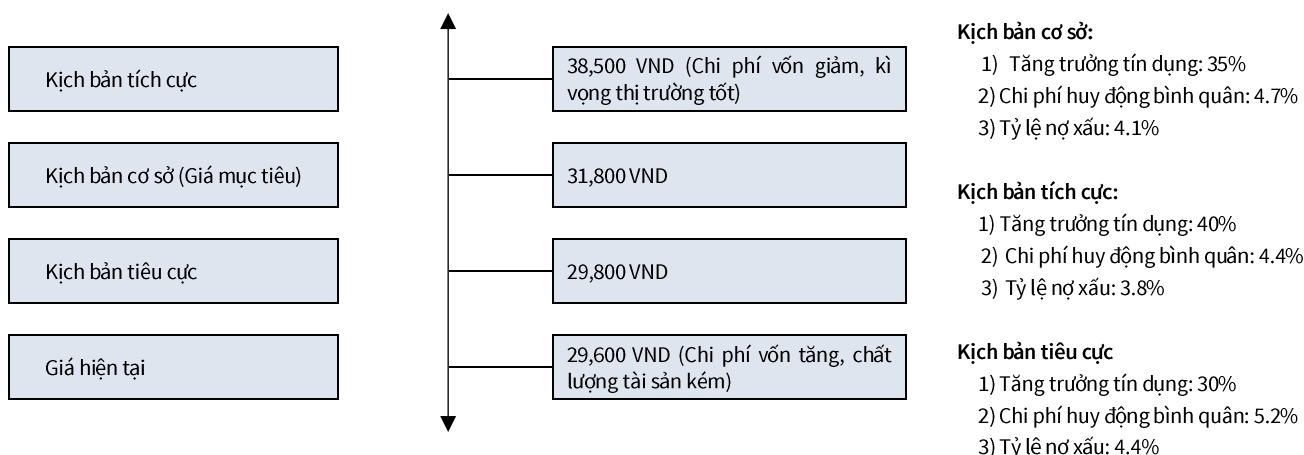 Kịch bản tích cực
38,500 VND (Chi phí vốn giảm, kì
vọng thị trường tốt)
Kịch bản cơ sở (Giá mục tiêu)
31,800 VND
Kịch bản tiêu cực
29,800 VND
Giá hiện tại
29,600 VND (Chi phí vốn tăng, chất
lượng tài sản kém)
Kịch bản cơ sở:
1) Tăng trưởng tín dụng: 35%
2) Chi phí huy động bình quân: 4.7%
3) Tỷ lệ nợ xấu: 4.1%
Kịch bản tích cực:
1) Tăng trưởng tín dụng: 40%
2) Chi phí huy động bình quân: 4.4%
3) Tỷ lệ nợ xấu: 3.8%
Kịch bản tiêu cực
1) Tăng trưởng tín dụng: 30%
2) Chi phí huy động bình quân: 5.2%
3) Tỷ lệ nợ xấu: 4.4%